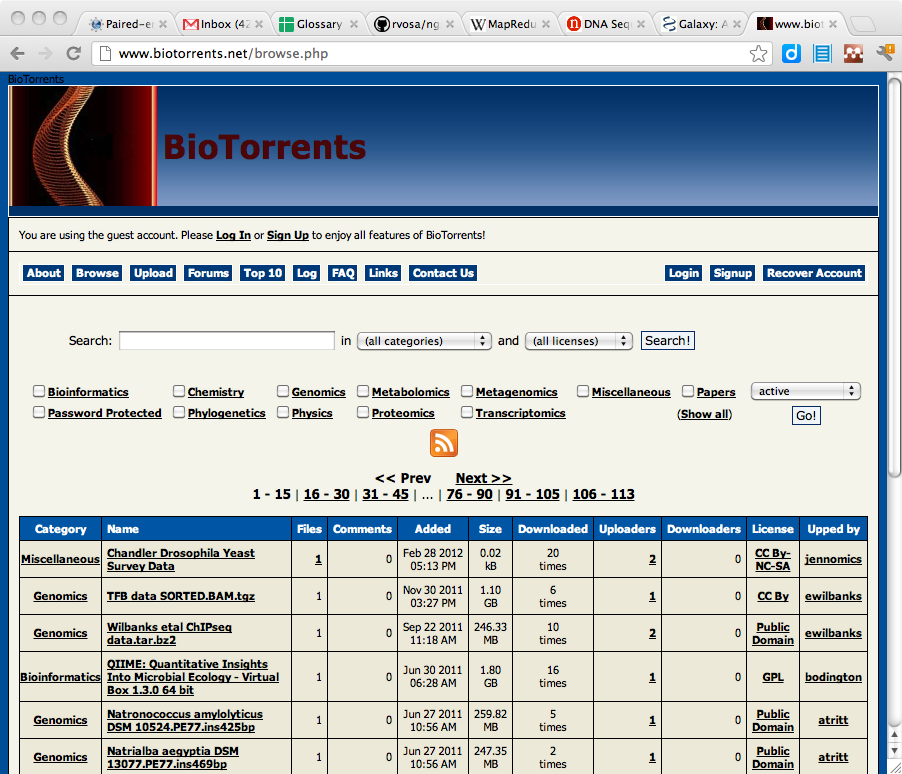 Paired-e
Inbox (42
Glossary
rvosa/ng
MapRedu
DNA Seq
Galaxy: A
www.biot
www.biotorrents.net/browse.php
BioTorrents
BioTorrents
You are using the guest account. Please Log In or Sign Up to enjoy all features of BioTorrents!
About Browse Upload Forums Top 10 Log FAQ Links Contact Us Login Signup Recover Account
Search: in (all categories) and (all licenses) Search!
Bioinformatics Chemistry Genomics Metabolomics Metagenomics Miscellaneous Papers active
Password Protected Phylogenetics Physics Proteomics Transcriptomics (Show all) Go!
<< Prev Next >>
1 - 15 | 16 - 30 | 31 - 45 | ... | 76 - 90 | 91 - 105 | 106 - 113
Category Name Files Comments Added Size Downloaded Uploaders Downloaders License Upped by
Miscellaneous Chandler Drosophila Yeast Survey Data 1 0 Feb 28 2012 05:13 PM 0.02 kB 20 times 2 0 CC By-NC-SA jennomics
Genomics TFB data SORTED.BAM.tgz 1 0 Nov 30 2011 03:27 PM 1.10 GB 6 times 1 0 CC By ewilbanks
Genomics Wilbanks etal ChIPseq data.tar.bz2 1 0 Sep 22 2011 11:18 AM 246.33 MB 10 times 2 0 Public Domain ewilbanks
Bioinformatics QIIME: Quantitative Insights Into Microbial Ecology - Virtual Box 1.3.0 64 bit 1 0 Jun 30 2011 06:28 AM 1.80 GB 16 times 1 0 GPL bodington
Genomics Natronococcus amylolyticus DSM 10524.PE77.ins425bp 1 0 Jun 27 2011 10:56 AM 259.82 MB 5 times 1 0 Public Domain atritt
Genomics Natrialba aegyptia DSM 13077.PE77.ins469bp 1 0 Jun 27 2011 10:56 AM 247.35 MB 2 times 1 0 Public Domain atritt